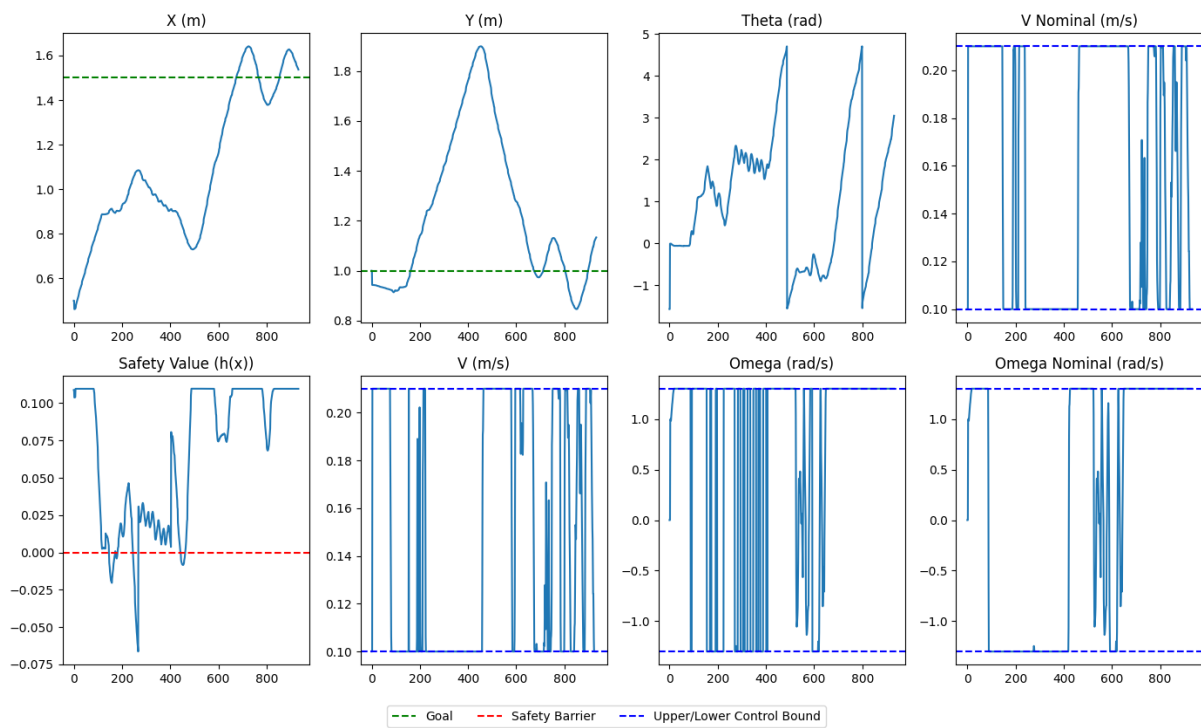 X (m)
Y (m)
Theta (rad)
V Nominal (m/s)
1.6
1.4
1.2
1.0
0.8
0.6
0 200 400 600 800
1.8
1.6
1.4
1.2
1.0
0.8
0 200 400 600 800
5
4
3
2
1
0
−1
0 200 400 600 800
0.20
0.18
0.16
0.14
0.12
0.10
0 200 400 600 800
Safety Value (h(x))
V (m/s)
Omega (rad/s)
Omega Nominal (rad/s)
0.100
0.075
0.050
0.025
0.000
−0.025
−0.050
−0.075
0 200 400 600 800
0.20
0.18
0.16
0.14
0.12
0.10
0 200 400 600 800
1.0
0.5
0.0
−0.5
−1.0
0 200 400 600 800
1.0
0.5
0.0
−0.5
−1.0
0 200 400 600 800
Goal
Safety Barrier
Upper/Lower Control Bound